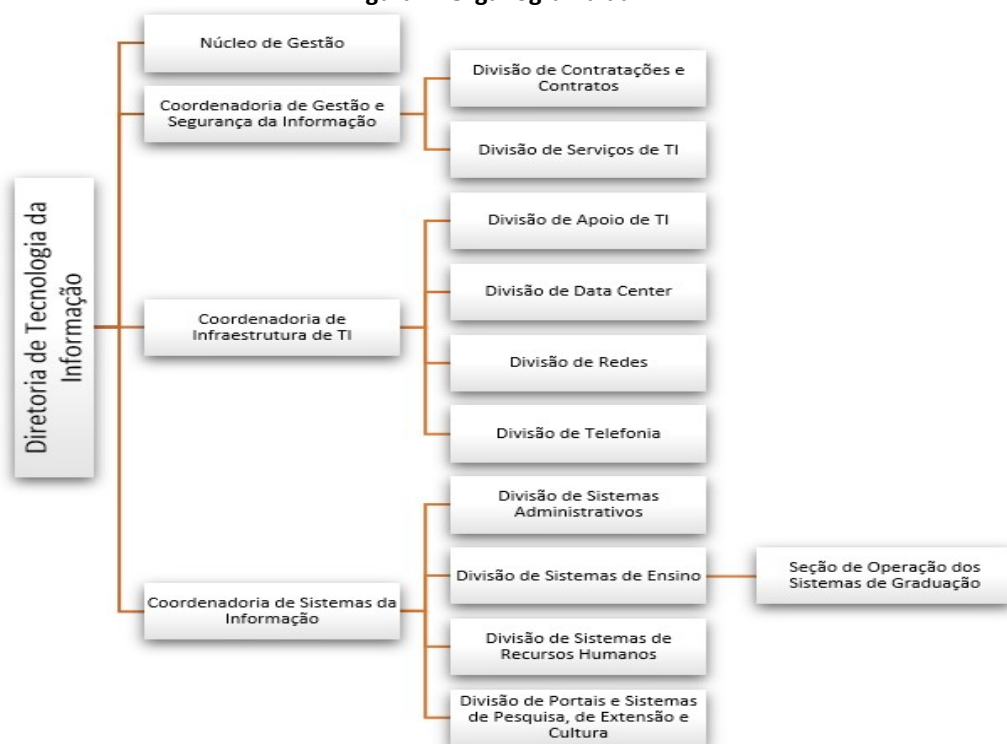 Núcleo de Gestão
Coordenadoria de Gestão e
Segurança da Informação
Divisão de Contratações e
Contratos
Divisão de Serviços de TI
Diretoria de Tecnologia da
Informação
Coordenadoria de
Infraestrutura de TI
Divisão de Apoio de TI
Divisão de Data Center
Divisão de Redes
Divisão de Telefonia
Coordenadoria de Sistemas da
Informação
Divisão de Sistemas
Administrativos
Divisão de Sistemas de Ensino
Seção de Operação dos
Sistemas de Graduação
Divisão de Sistemas de
Recursos Humanos
Divisão de Portais e Sistemas
de Pesquisa, de Extensão e
Cultura